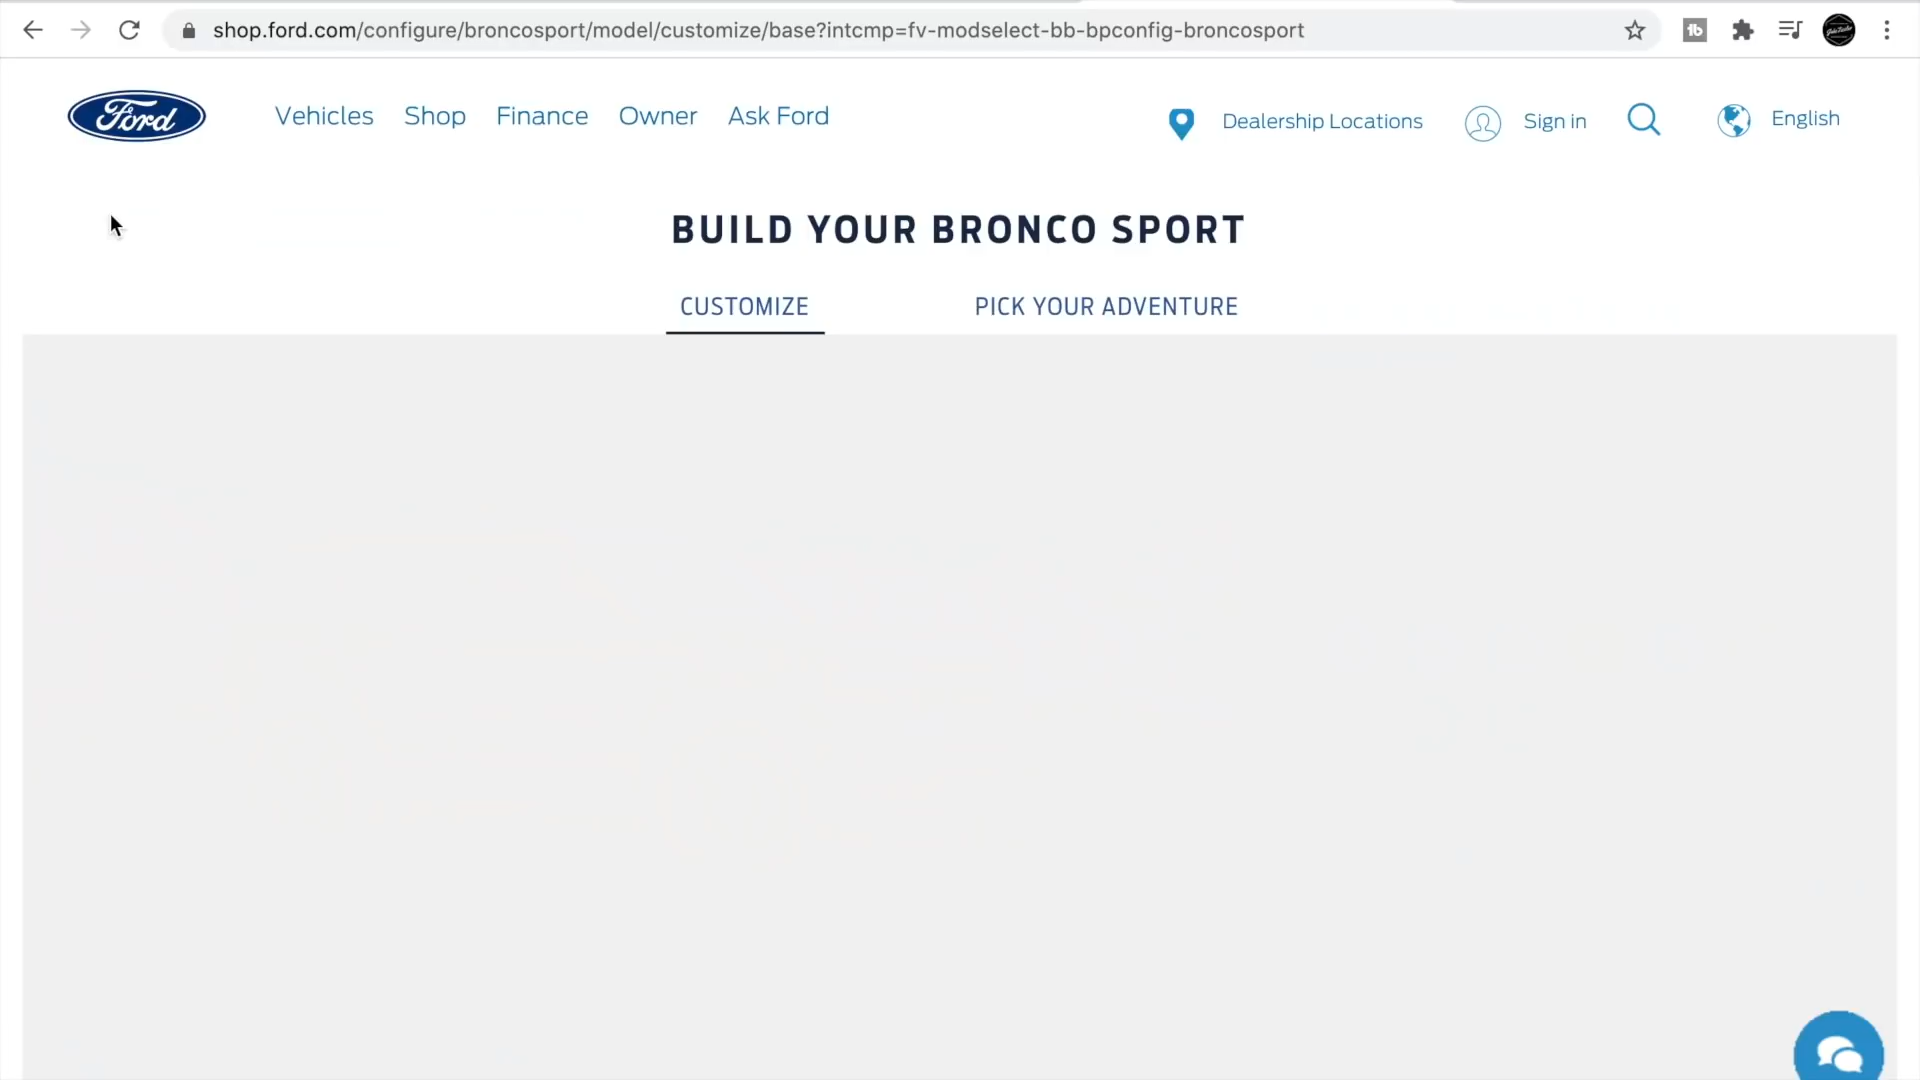 shop.ford.com/configure/broncosport/model/customize/base?intcmp=fv-modselect-bb-bpconfig-broncosport
Ford
Vehicles Shop Finance Owner Ask Ford
Dealership Locations Sign in English
BUILD YOUR BRONCO SPORT
CUSTOMIZE PICK YOUR ADVENTURE